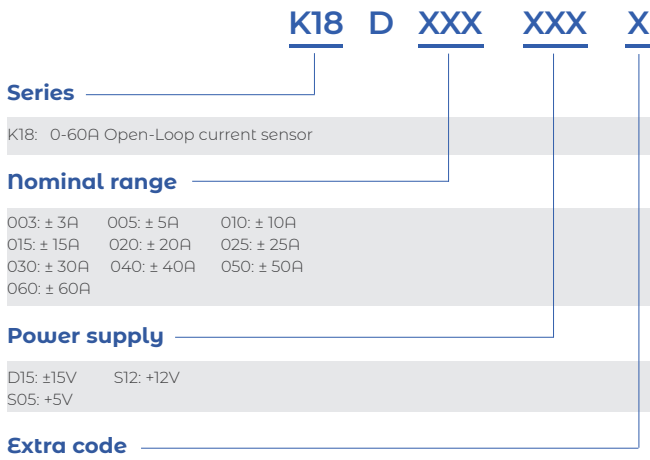 K18 D XXX XXX X
Series
K18: 0-60A Open-Loop current sensor
Nominal range
003: ± 3A 005: ± 5A 010: ± 10A
015: ± 15A 020: ± 20A 025: ± 25A
030: ± 30A 040: ± 40A 050: ± 50A
060: ± 60A
Power supply
D15: ±15V S12: +12V
S05: +5V
Extra code